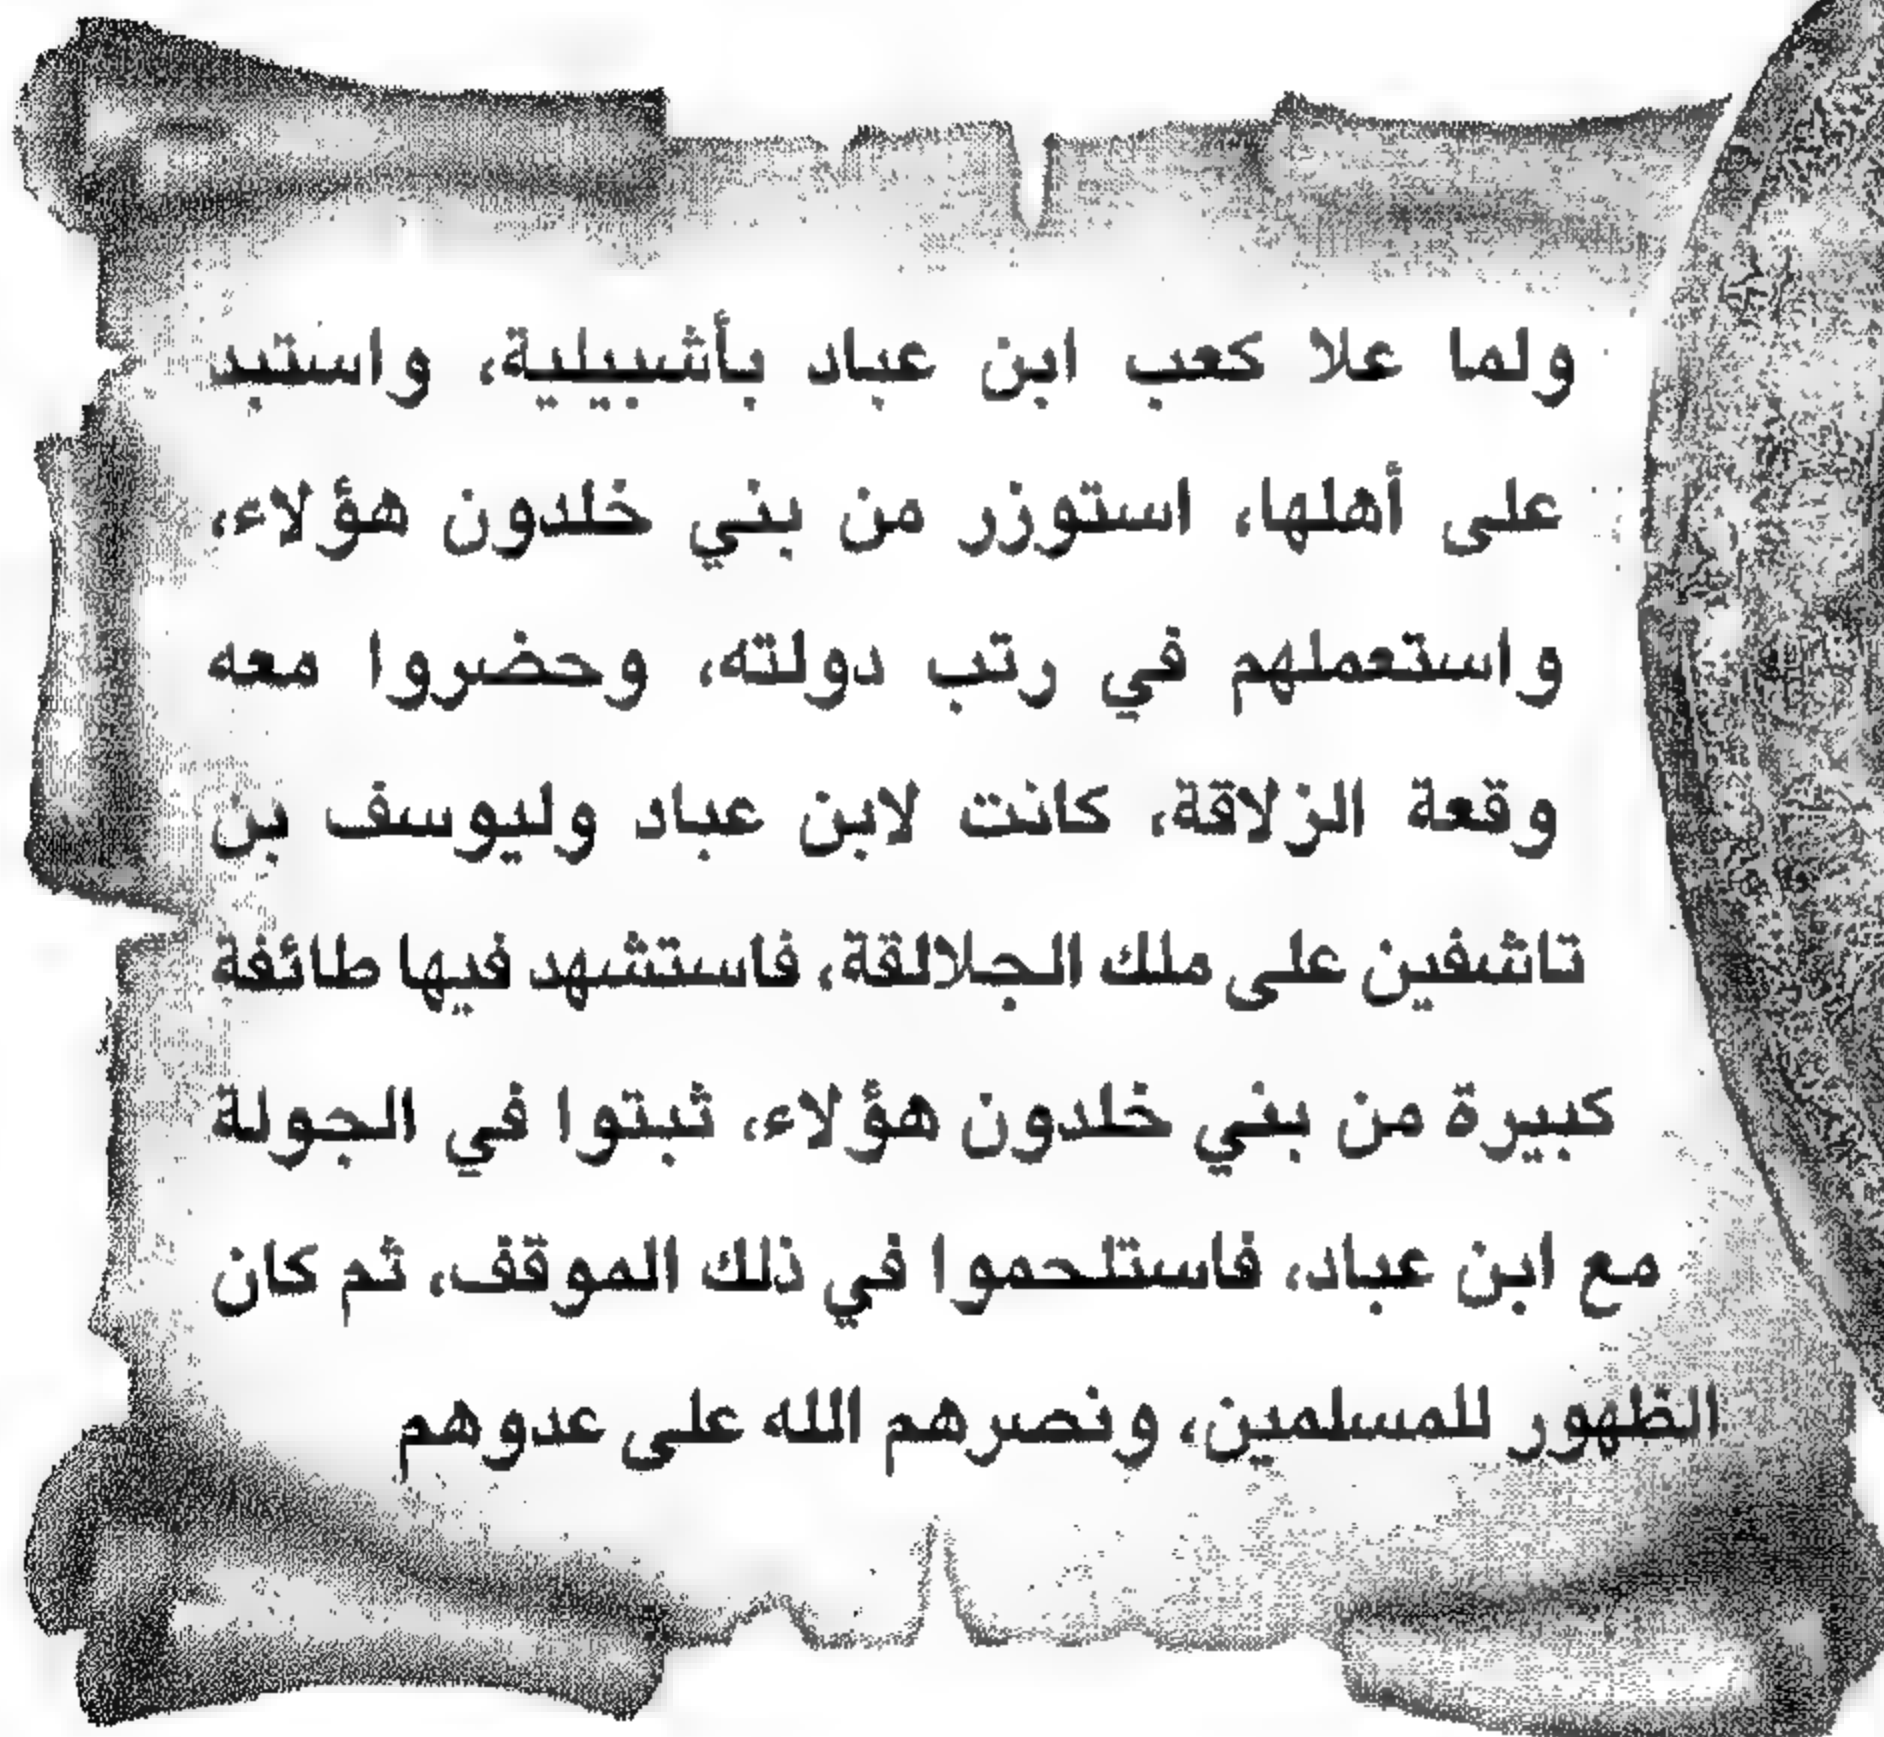 ولما علا كعب ابن عباد بأشبيلية، واستبد
على أهلها، استوزر من بني خلدون هؤلاء،
واستعملهم في رتب دولته، وحضروا معه
وقعة الزلاقة، كانت لابن عباد وليوسف بن
تاشفين على ملك الجلالقة، فاستشهد فيها طائفة
كبيرة من بني خلدون هؤلاء، ثبتوا في الجولة
مع ابن عباد، فاستلحموا في ذلك الموقف، ثم كان
الظهور للمسلمين، ونصرهم الله على عدوهم